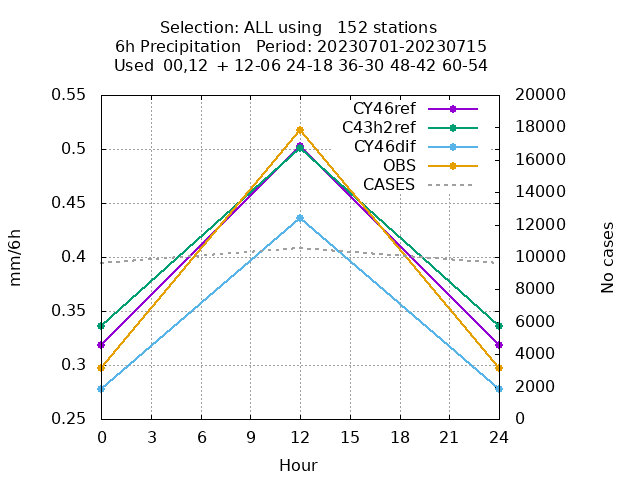 Selection: ALL using   152 stations
6h Precipitation   Period: 20230701-20230715
Used  00,12  + 12-06 24-18 36-30 48-42 60-54
0.55
0.5
0.45
0.4
0.35
0.3
0.25
mm/6h
CY46ref
C43h2ref
CY46dif
OBS
CASES
20000
18000
16000
14000
12000
10000
8000
6000
4000
2000
0
No cases
0 3 6 9 12 15 18 21 24
Hour